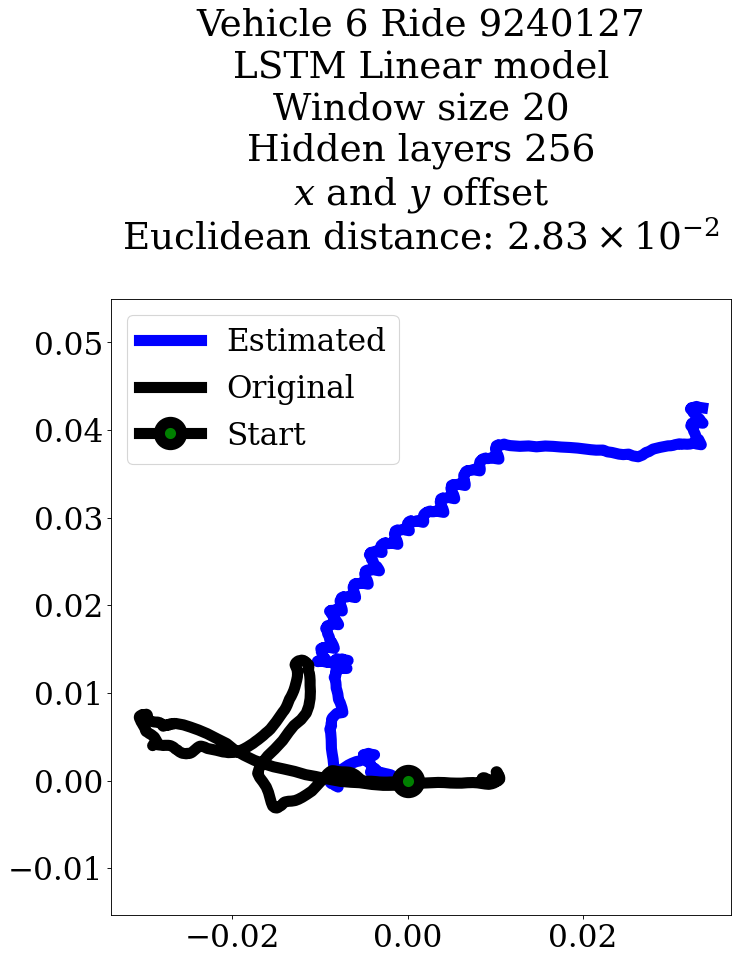 Vehicle 6 Ride 9240127
LSTM Linear model
Window size 20
Hidden layers 256
x and y offset
Euclidean distance: 2.83 × 10⁻²
Estimated
Original
Start
0.05
0.04
0.03
0.02
0.01
0.00
−0.01
−0.02 0.00 0.02